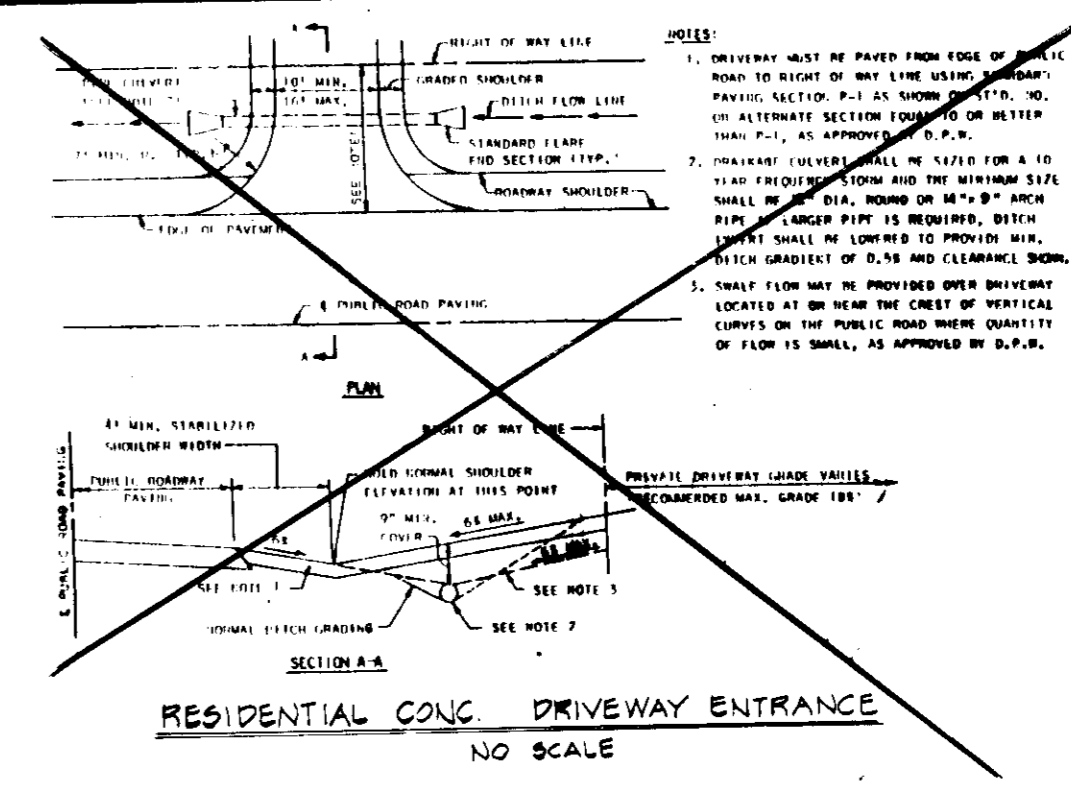 A
RIGHT OF WAY LINE
10' MIN.
16' MAX.
GRADED SHOULDER
DITCH FLOW LINE
STANDARD FLARE
END SECTION (TYP.)
SEE NOTE 1
ROADWAY SHOULDER
EDGE OF PAVEMENT
℄ PUBLIC ROAD PAVING
A
PLAN
NOTES:
1. DRIVEWAY MUST BE PAVED FROM EDGE OF PUBLIC
ROAD TO RIGHT OF WAY LINE USING STANDARD
PAVING SECTION P-1 AS SHOWN ON ST'D. NO.
OR ALTERNATE SECTION EQUAL TO OR BETTER
THAN P-1, AS APPROVED BY D.P.W.
2. DRAINAGE CULVERT SHALL BE SIZED FOR A 10
YEAR FREQUENCY STORM AND THE MINIMUM SIZE
SHALL BE DIA. ROUND OR 14"x 9" ARCH
PIPE IF LARGER PIPE IS REQUIRED, DITCH
INVERT SHALL BE LOWERED TO PROVIDE MIN.
DITCH GRADIENT OF 0.5% AND CLEARANCE SHOWN.
3. SWALE FLOW MAY BE PROVIDED OVER DRIVEWAY
LOCATED AT OR NEAR THE CREST OF VERTICAL
CURVES ON THE PUBLIC ROAD WHERE QUANTITY
OF FLOW IS SMALL, AS APPROVED BY D.P.W.
4' MIN. STABILIZED
SHOULDER WIDTH
RIGHT OF WAY LINE
PUBLIC ROADWAY
PAVING
HOLD NORMAL SHOULDER
ELEVATION AT THIS POINT
PRIVATE DRIVEWAY GRADE VARIES
RECOMMENDED MAX. GRADE
℄ PUBLIC ROAD PAVING
9" MIN.
COVER
6% MAX.
6%
SEE NOTE 1
SEE NOTE 3
NORMAL DITCH GRADING
SEE NOTE 2
SECTION A-A
RESIDENTIAL CONC. DRIVEWAY ENTRANCE
NO SCALE